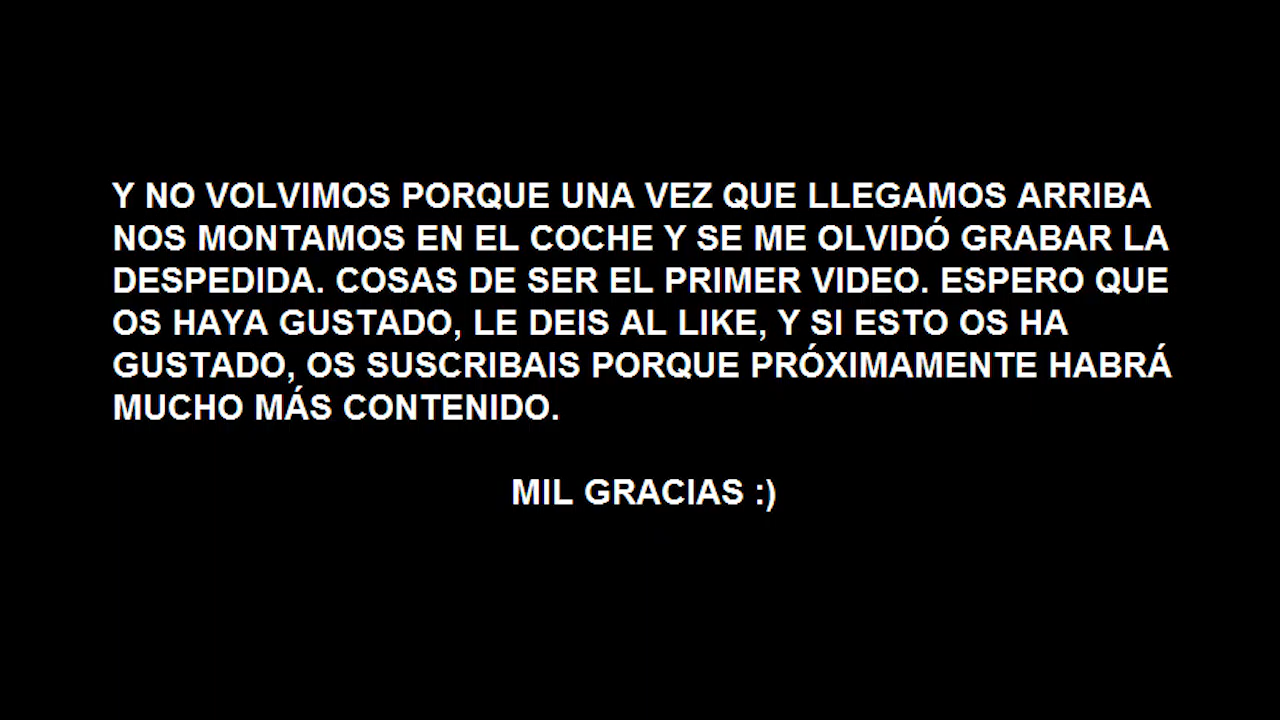 Y NO VOLVIMOS PORQUE UNA VEZ QUE LLEGAMOS ARRIBA
NOS MONTAMOS EN EL COCHE Y SE ME OLVIDÓ GRABAR LA
DESPEDIDA. COSAS DE SER EL PRIMER VIDEO. ESPERO QUE
OS HAYA GUSTADO, LE DEIS AL LIKE, Y SI ESTO OS HA
GUSTADO, OS SUSCRIBAIS PORQUE PRÓXIMAMENTE HABRÁ
MUCHO MÁS CONTENIDO.
MIL GRACIAS :)